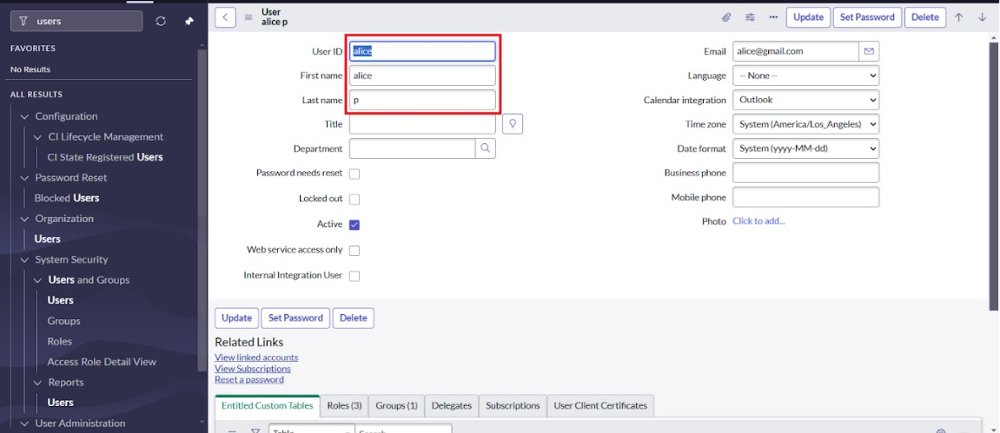 users
FAVORITES
No Results
ALL RESULTS
Configuration
CI Lifecycle Management
CI State Registered Users
Password Reset
Blocked Users
Organization
Users
System Security
Users and Groups
Users
Groups
Roles
Access Role Detail View
Reports
Users
User Administration
User
alice p
Update
Set Password
Delete
User ID alice
First name alice
Last name p
Title
Department
Password needs reset
Locked out
Active
Web service access only
Internal Integration User
Email alice@gmail.com
Language -- None --
Calendar integration Outlook
Time zone System (America/Los_Angeles)
Date format System (yyyy-MM-dd)
Business phone
Mobile phone
Photo Click to add...
Update
Set Password
Delete
Related Links
View linked accounts
View Subscriptions
Reset a password
Entitled Custom Tables
Roles (3)
Groups (1)
Delegates
Subscriptions
User Client Certificates
Table
Search